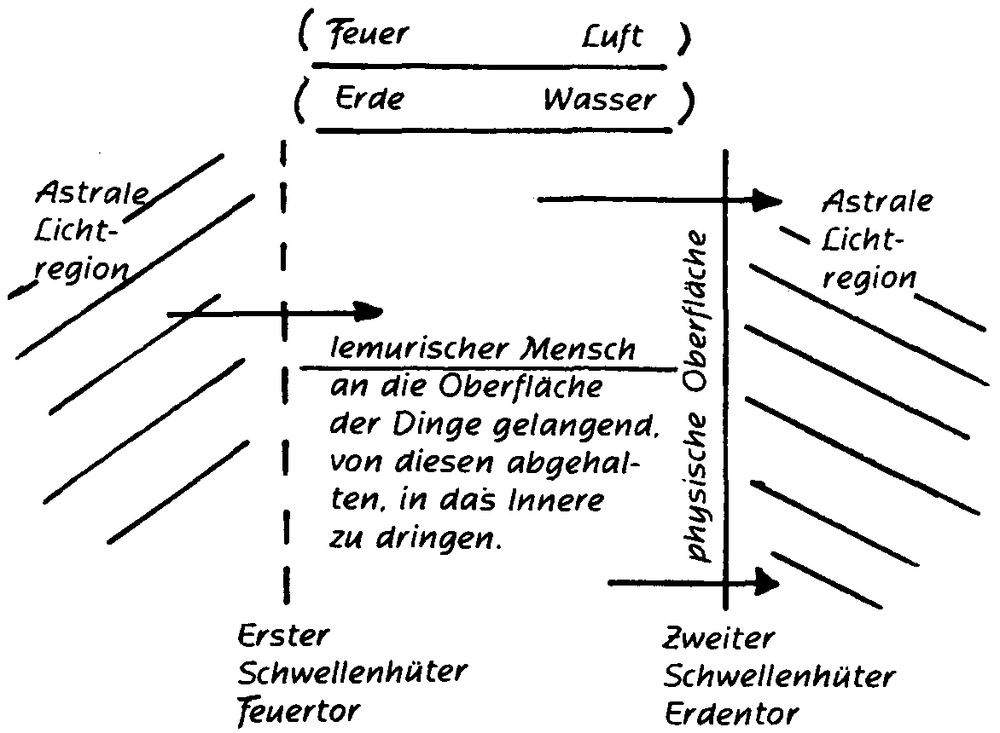 ( Feuer Luft )
( Erde Wasser )
Astrale
Licht-
region
Astrale
Licht-
region
lemurischer Mensch
an die Oberfläche
der Dinge gelangend,
von diesen abgehal-
ten, in das Innere
zu dringen.
physische Oberfläche
Erster
Schwellenhüter
Feuertor
Zweiter
Schwellenhüter
Erdentor